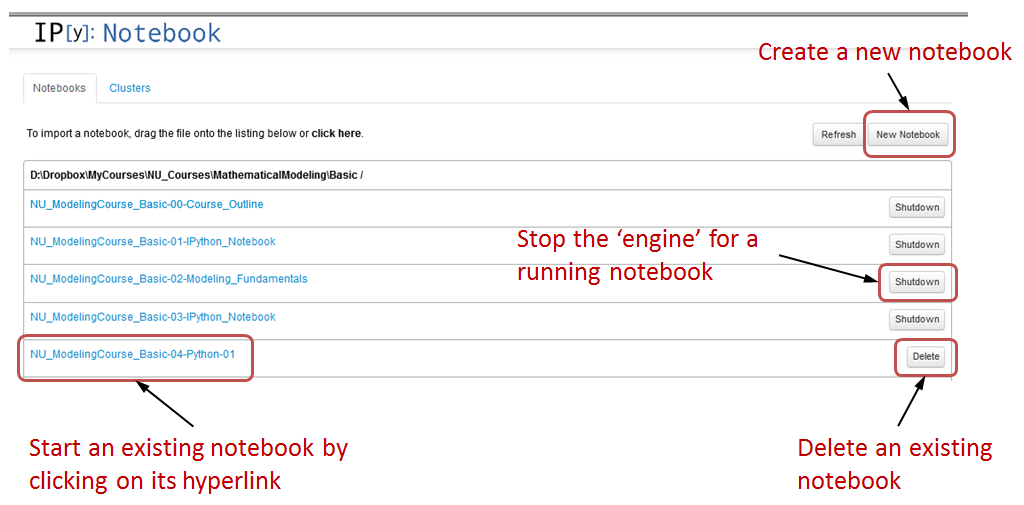 IP[y]: Notebook
Create a new notebook
Notebooks Clusters
To import a notebook, drag the file onto the listing below or click here.
Refresh New Notebook
D:\Dropbox\MyCourses\NU_Courses\MathematicalModeling\Basic /
NU_ModelingCourse_Basic-00-Course_Outline Shutdown
NU_ModelingCourse_Basic-01-IPython_Notebook Shutdown
Stop the ‘engine’ for a
running notebook
NU_ModelingCourse_Basic-02-Modeling_Fundamentals Shutdown
NU_ModelingCourse_Basic-03-IPython_Notebook Shutdown
NU_ModelingCourse_Basic-04-Python-01 Delete
Start an existing notebook by
clicking on its hyperlink
Delete an existing
notebook